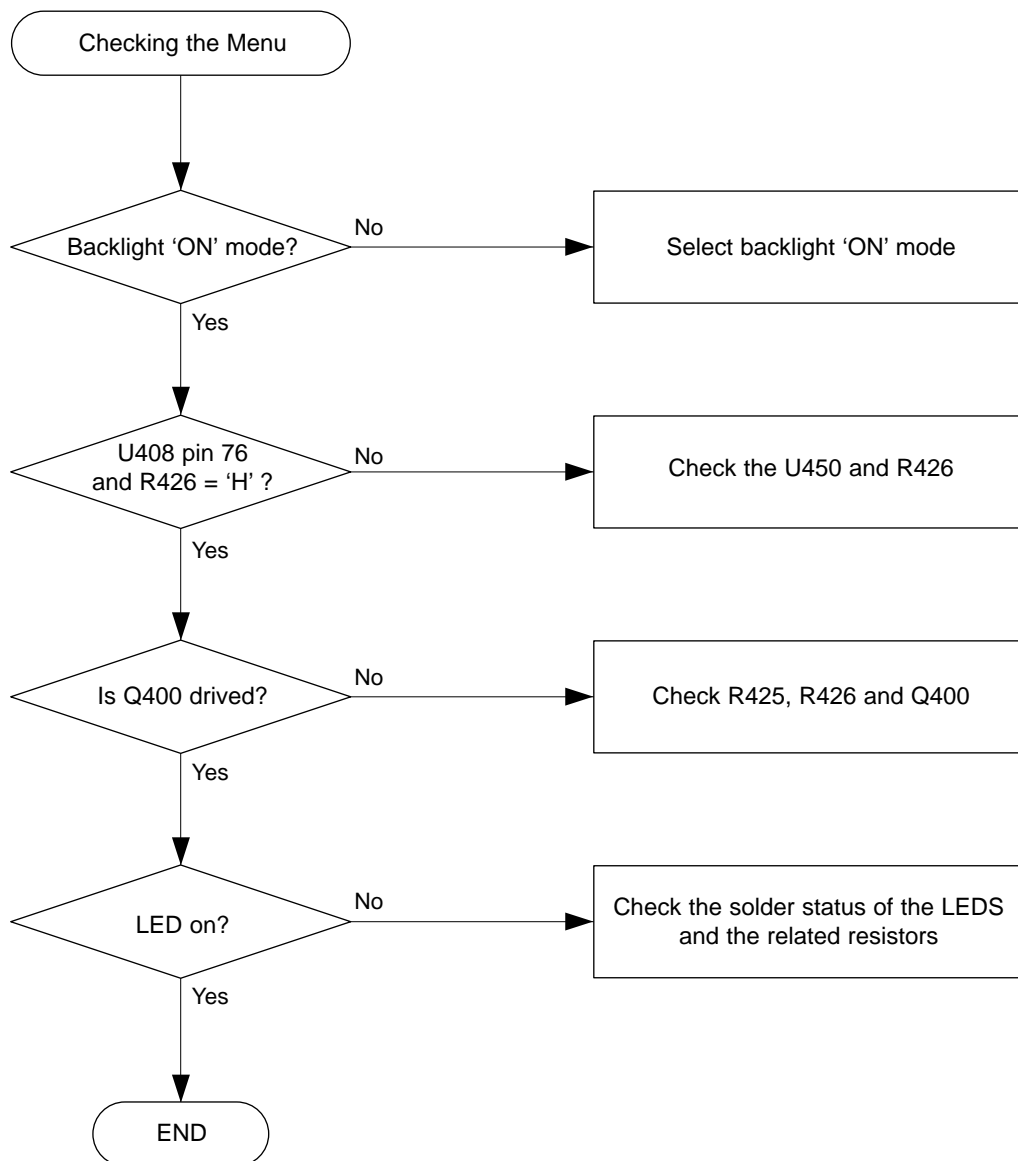 Checking the Menu
Backlight ‘ON’ mode?
No
Select backlight ‘ON’ mode
Yes
U408 pin 76
and R426 = ‘H’ ?
No
Check the U450 and R426
Yes
Is Q400 drived?
No
Check R425, R426 and Q400
Yes
LED on?
No
Check the solder status of the LEDS
and the related resistors
Yes
END